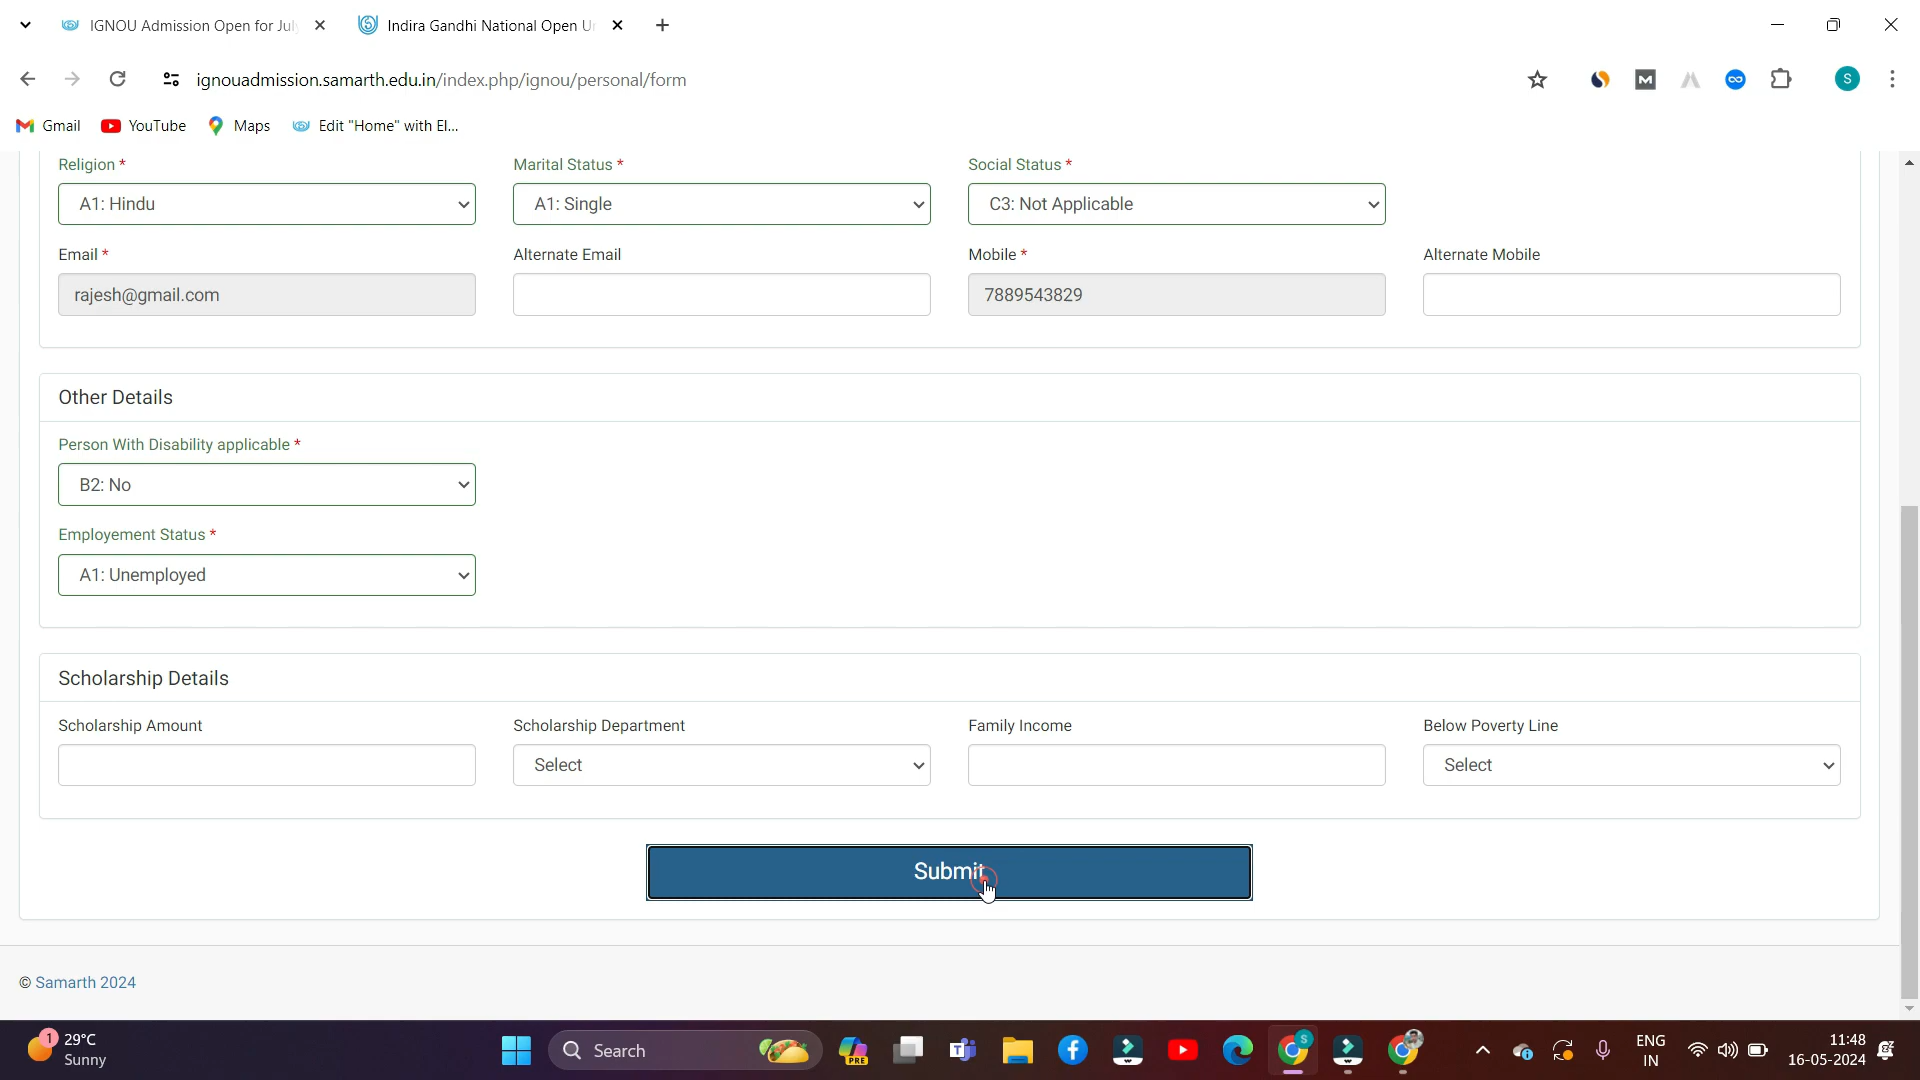 IGNOU Admission Open for Jul
Indira Gandhi National Open Ur
ignouadmission.samarth.edu.in/index.php/ignou/personal/form
S
Gmail
YouTube
Maps
Edit "Home" with El...
Religion *
Marital Status *
Social Status *
A1: Hindu
A1: Single
C3: Not Applicable
Email *
Alternate Email
Mobile *
Alternate Mobile
rajesh@gmail.com
7889543829
Other Details
Person With Disability applicable *
B2: No
Employement Status *
A1: Unemployed
Scholarship Details
Scholarship Amount
Scholarship Department
Family Income
Below Poverty Line
Select
Select
Submit
© Samarth 2024
1
29°C
Sunny
Search
PRE
ENG
IN
11:48
16-05-2024